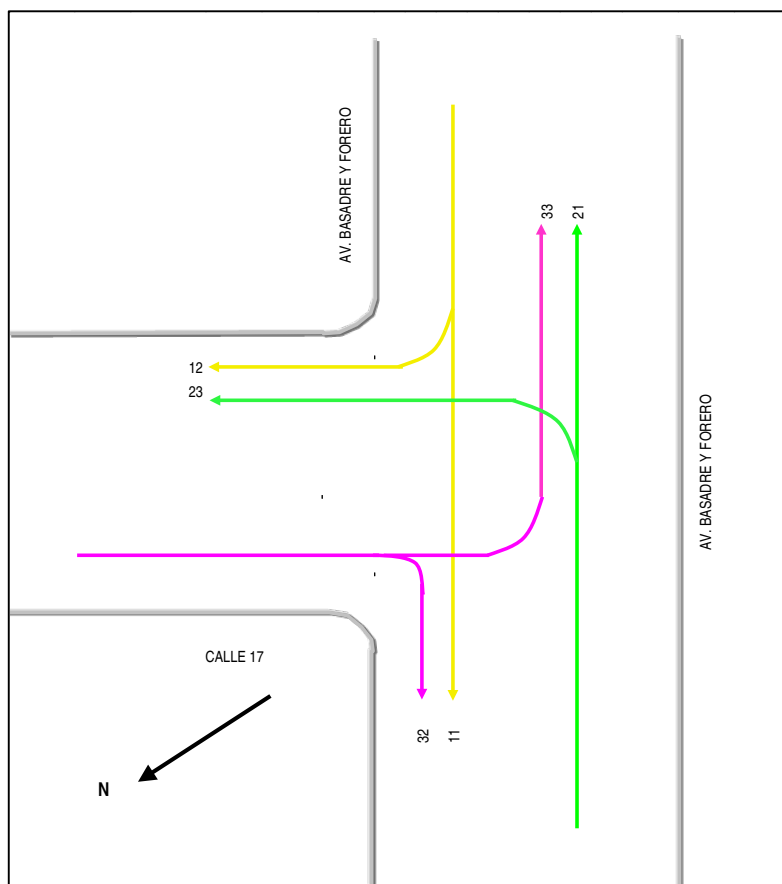 AV. BASADRE Y FORERO
33
21
12
23
AV. BASADRE Y FORERO
CALLE 17
32
11
N